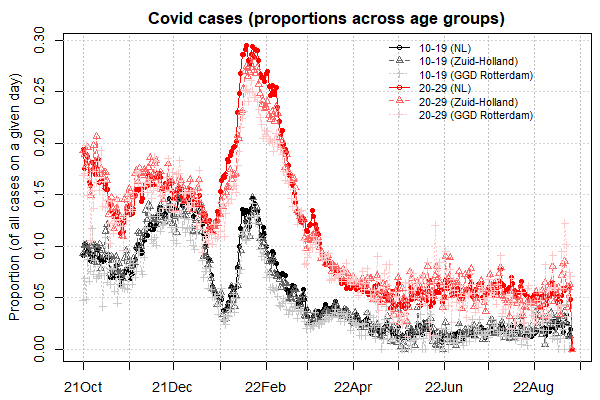 Covid cases (proportions across age groups)
Proportion (of all cases on a given day)
0.30
0.25
0.20
0.15
0.10
0.05
0.00
10-19 (NL)
10-19 (Zuid-Holland)
10-19 (GGD Rotterdam)
20-29 (NL)
20-29 (Zuid-Holland)
20-29 (GGD Rotterdam)
21Oct 21Dec 22Feb 22Apr 22Jun 22Aug